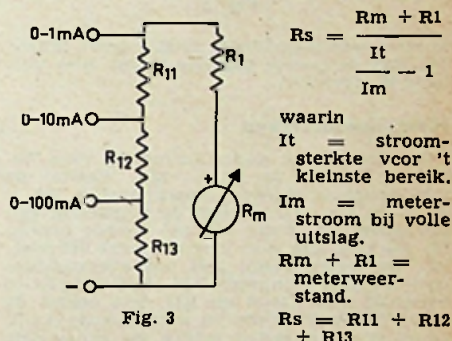 0-1mA
R11
R1
0-10mA
R12
0-100mA
+
Rm
R13
-
Fig. 3
Rs = Rm + R1
It
Im - 1
waarin
It = stroom-
sterkte voor 't
kleinste bereik.
Im = meter-
stroom bij volle
uitslag.
Rm + R1 =
meterweer-
stand.
Rs = R11 + R12
+ R13